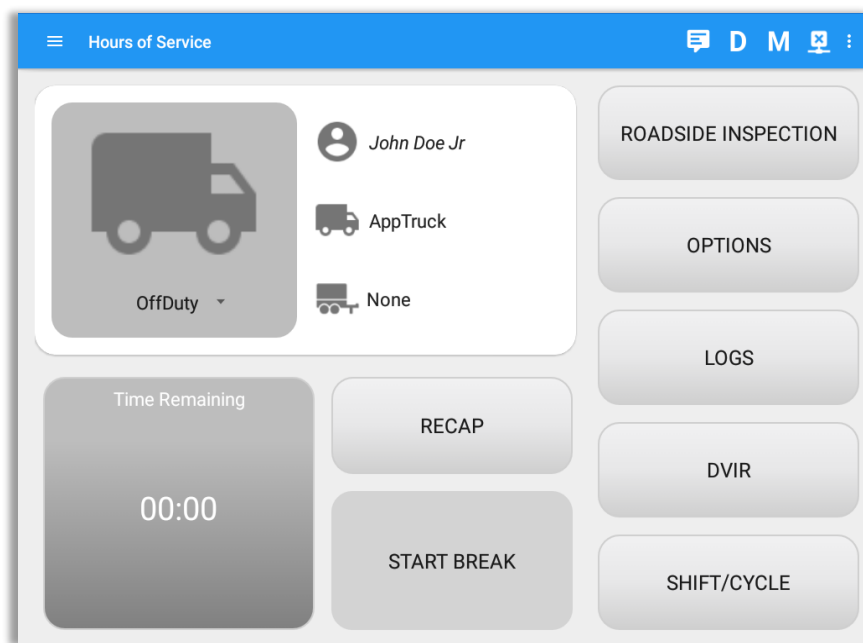 Hours of Service
D M
John Doe Jr
AppTruck
None
OffDuty
ROADSIDE INSPECTION
OPTIONS
LOGS
DVIR
SHIFT/CYCLE
Time Remaining
00:00
RECAP
START BREAK